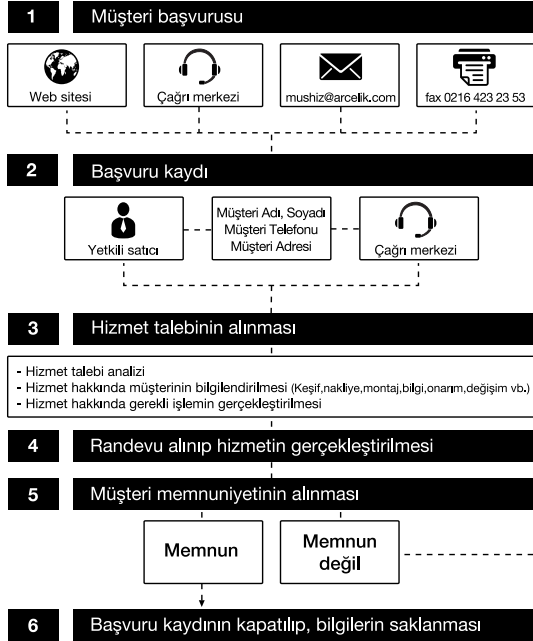 1 Müşteri başvurusu
Web sitesi
Çağrı merkezi
mushiz@arcelik.com
fax 0216 423 23 53
2 Başvuru kaydı
Yetkili satıcı
Müşteri Adı, Soyadı
Müşteri Telefonu
Müşteri Adresi
Çağrı merkezi
3 Hizmet talebinin alınması
- Hizmet talebi analizi
- Hizmet hakkında müşterinin bilgilendirilmesi (Keşif,nakliye,montaj,bilgi,onarım,değişim vb.)
- Hizmet hakkında gerekli işlemin gerçekleştirilmesi
4 Randevu alınıp hizmetin gerçekleştirilmesi
5 Müşteri memnuniyetinin alınması
Memnun
Memnun
değil
6 Başvuru kaydının kapatılıp, bilgilerin saklanması